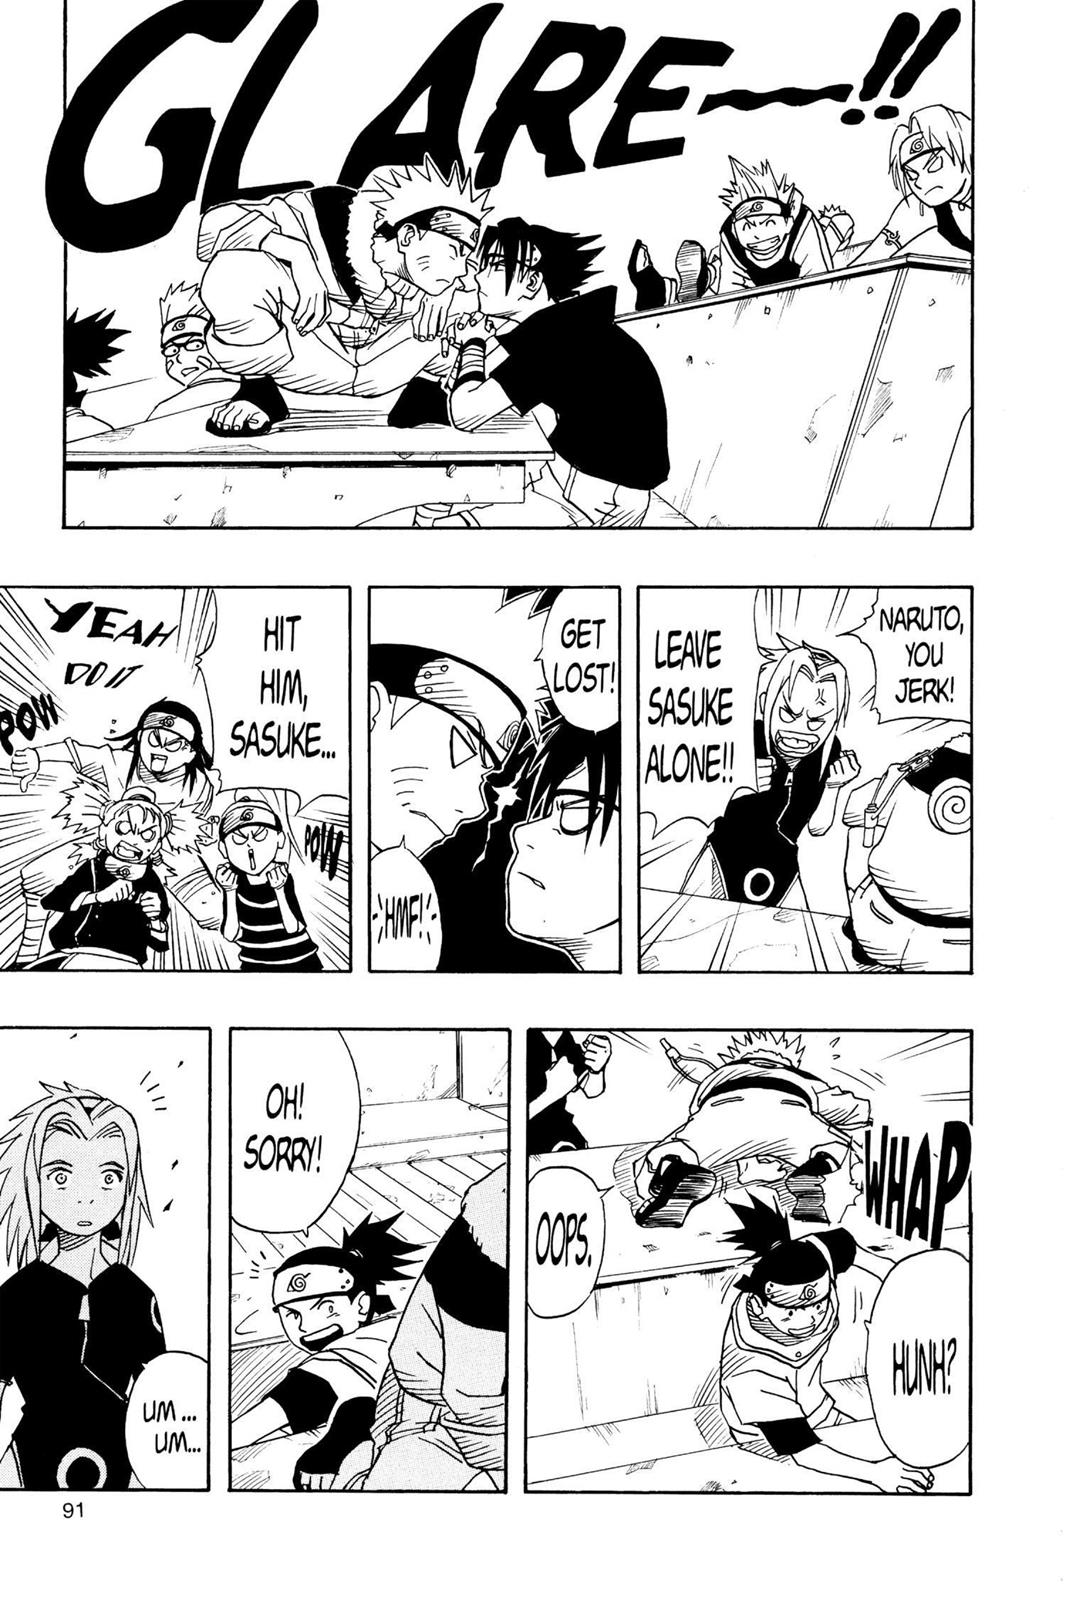 GLARE—!!
NARUTO,
YOU
JERK!
LEAVE
SASUKE
ALONE!!
GET
LOST!
HMF!
HIT
HIM,
SASUKE...
YEAH
DO IT
POW
POW
WHAP
HUNH?
OOPS.
OH!
SORRY!
UM...
UM...
91